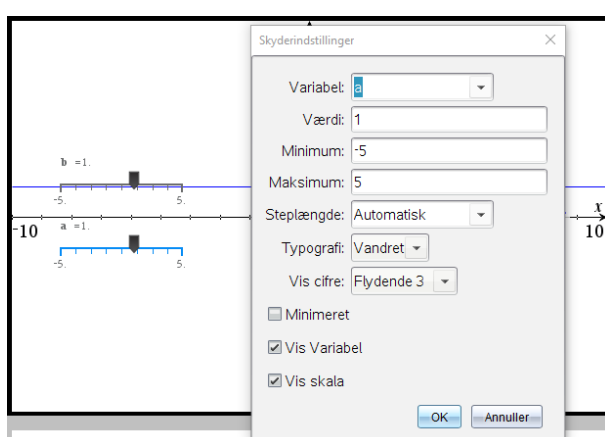 Skyderindstillinger
Variabel: a
Værdi: 1
Minimum: -5
Maksimum: 5
Steplængde: Automatisk
Typografi: Vandret
Vis cifre: Flydende 3
Minimeret
Vis Variabel
Vis skala
OK Annuller
b =1.
-5. 5.
x
-10 10
a =1.
-5. 5.